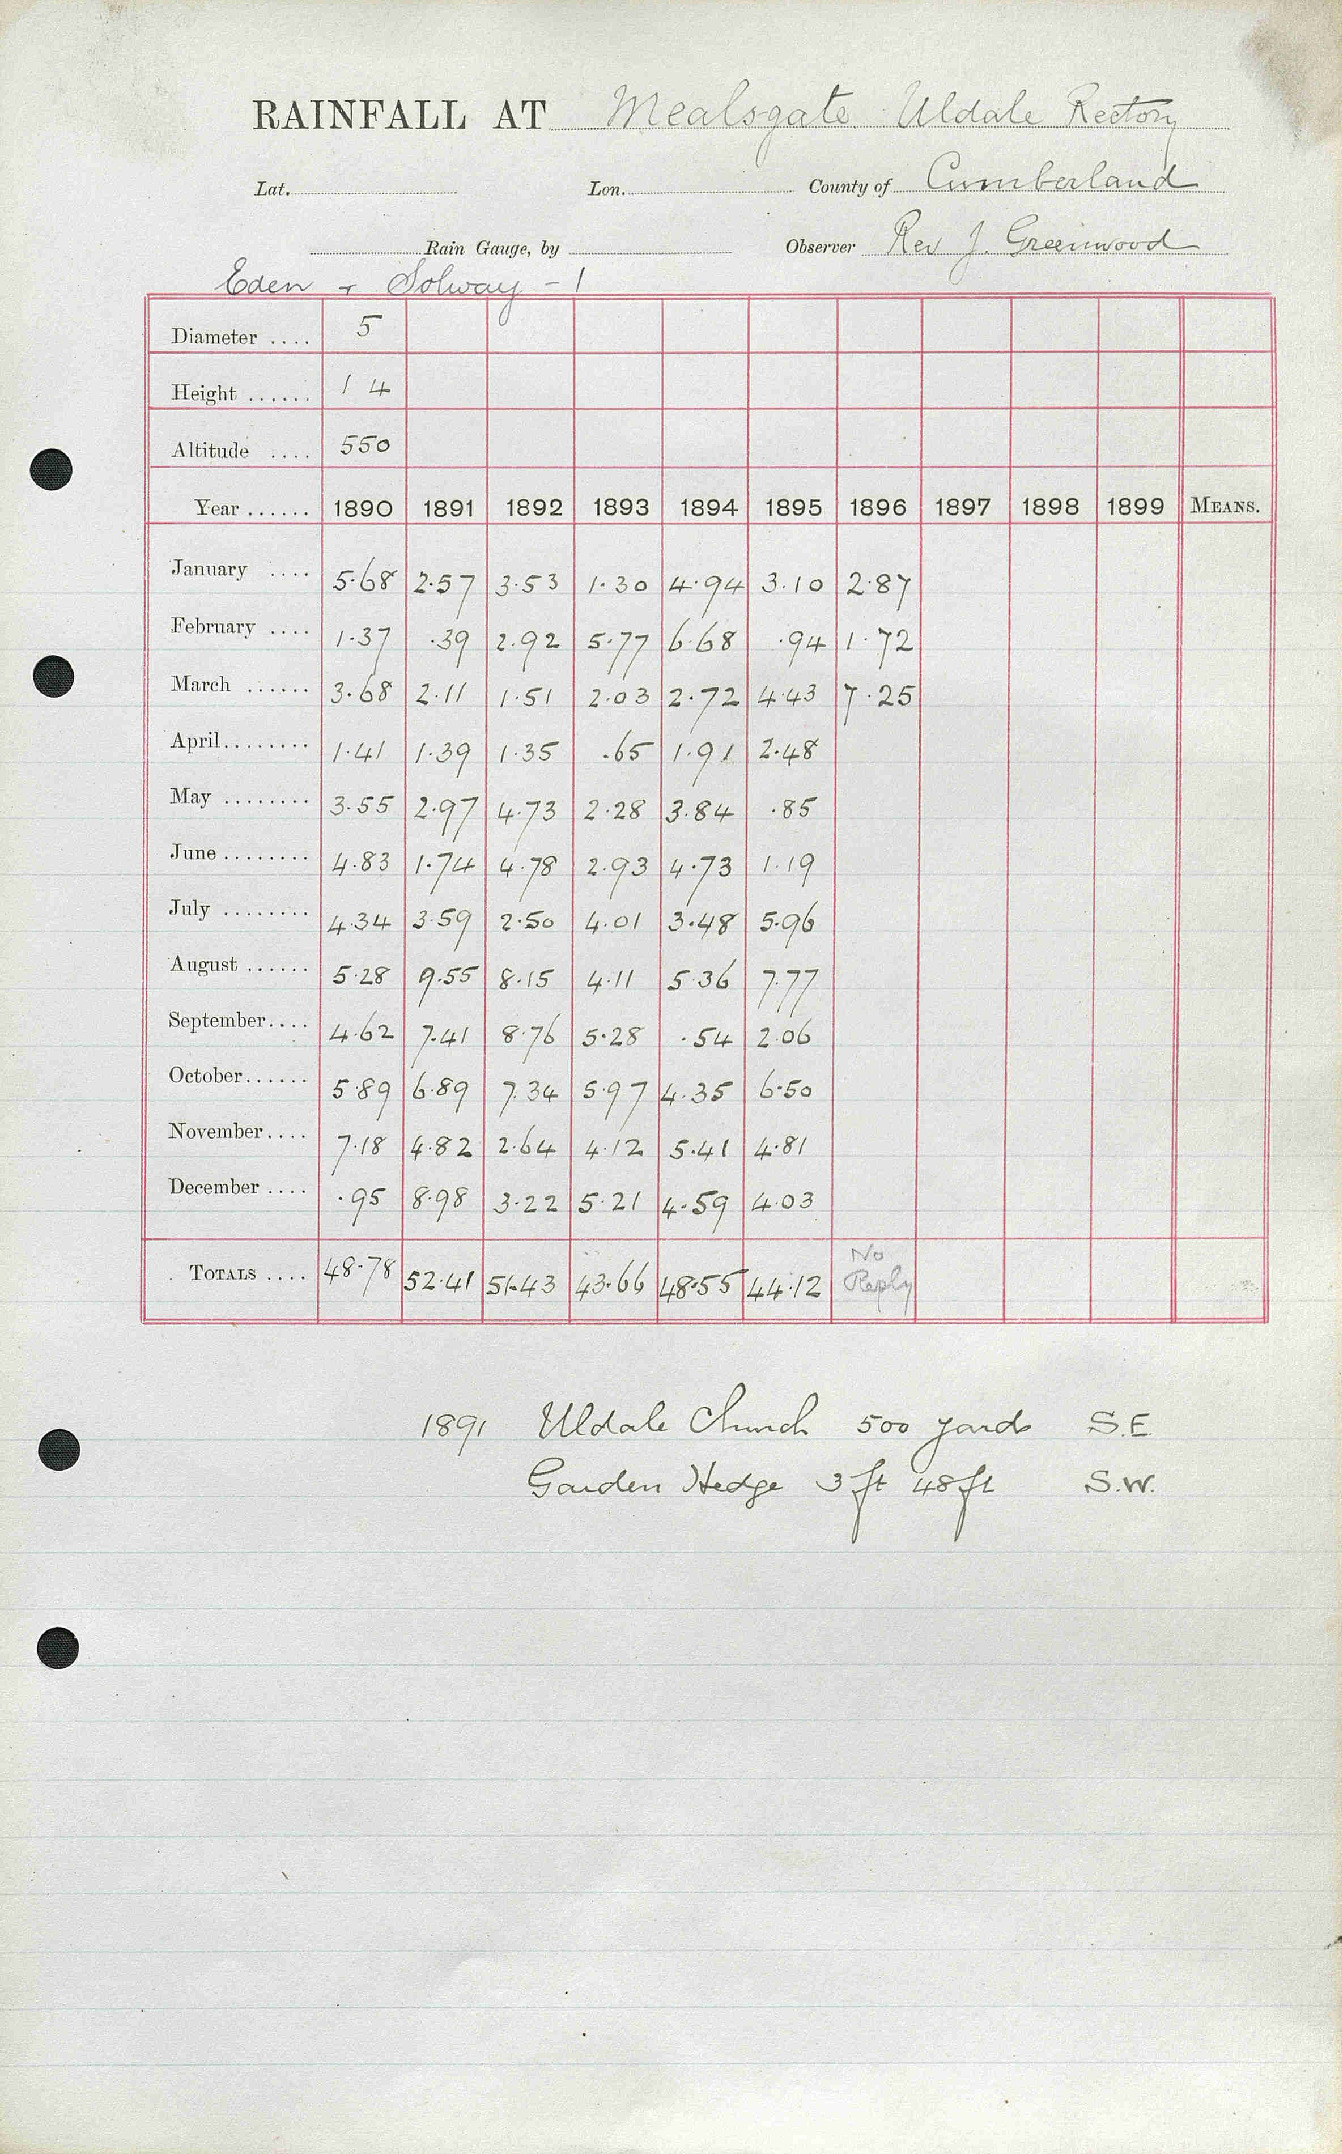 RAINFALL AT Mealsgate Uldale Rectory
Lat. Lon. County of Cumberland
Rain Gauge, by Observer Rev J. Greenwood
Eden & Solway - 1
Diameter .... 5
Height ...... 1 4
Altitude .... 550
Year ...... 1890 1891 1892 1893 1894 1895 1896 1897 1898 1899 MEANS.
January .... 5.68 2.57 3.53 1.30 4.94 3.10 2.87
February .... 1.37 .39 2.92 5.77 6.68 .94 1.72
March ...... 3.68 2.11 1.51 2.03 2.72 4.43 7.25
April........ 1.41 1.39 1.35 .65 1.91 2.48
May ........ 3.55 2.97 4.73 2.28 3.84 .85
June ........ 4.83 1.74 4.78 2.93 4.73 1.19
July ........ 4.34 3.59 2.50 4.01 3.48 5.96
August ...... 5.28 9.55 8.15 4.11 5.36 7.77
September.... 4.62 7.41 8.76 5.28 .54 2.06
October...... 5.89 6.89 7.34 5.97 4.35 6.50
November.... 7.18 4.82 2.64 4.12 5.41 4.81
December .... .95 8.98 3.22 5.21 4.59 4.03
TOTALS .... 48.78 52.41 51.43 43.66 48.55 44.12 No Reply
1891 Uldale Church 500 yards S.E
Garden Hedge 3 ft 48 ft S.W.